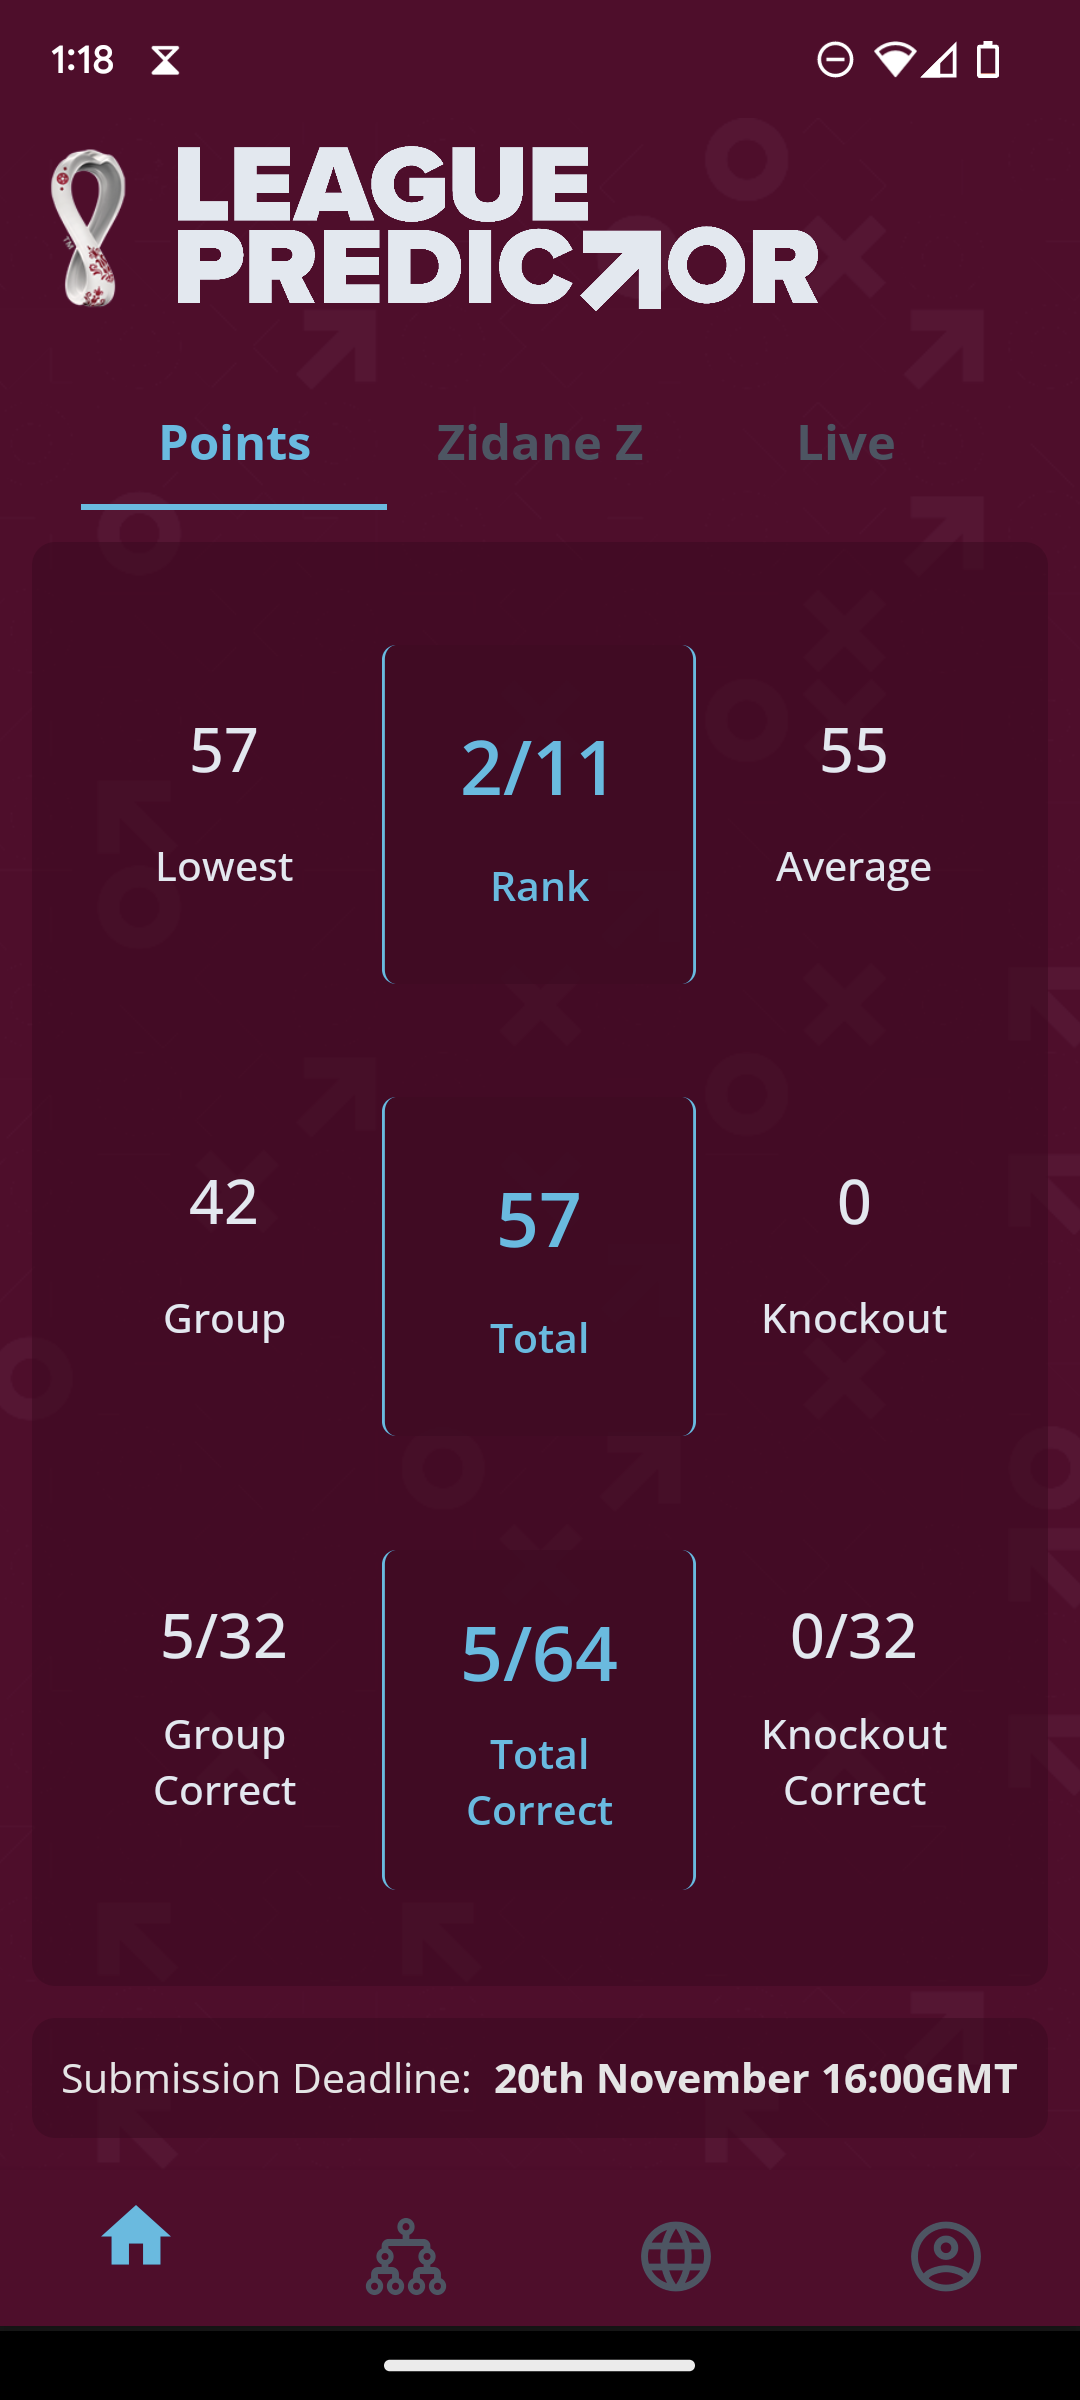 1:18
LEAGUE
PREDICTOR
Points Zidane Z Live
57 2/11 55
Lowest Rank Average
42 57 0
Group Total Knockout
5/32 5/64 0/32
Group Total Knockout
Correct Correct Correct
Submission Deadline: 20th November 16:00GMT